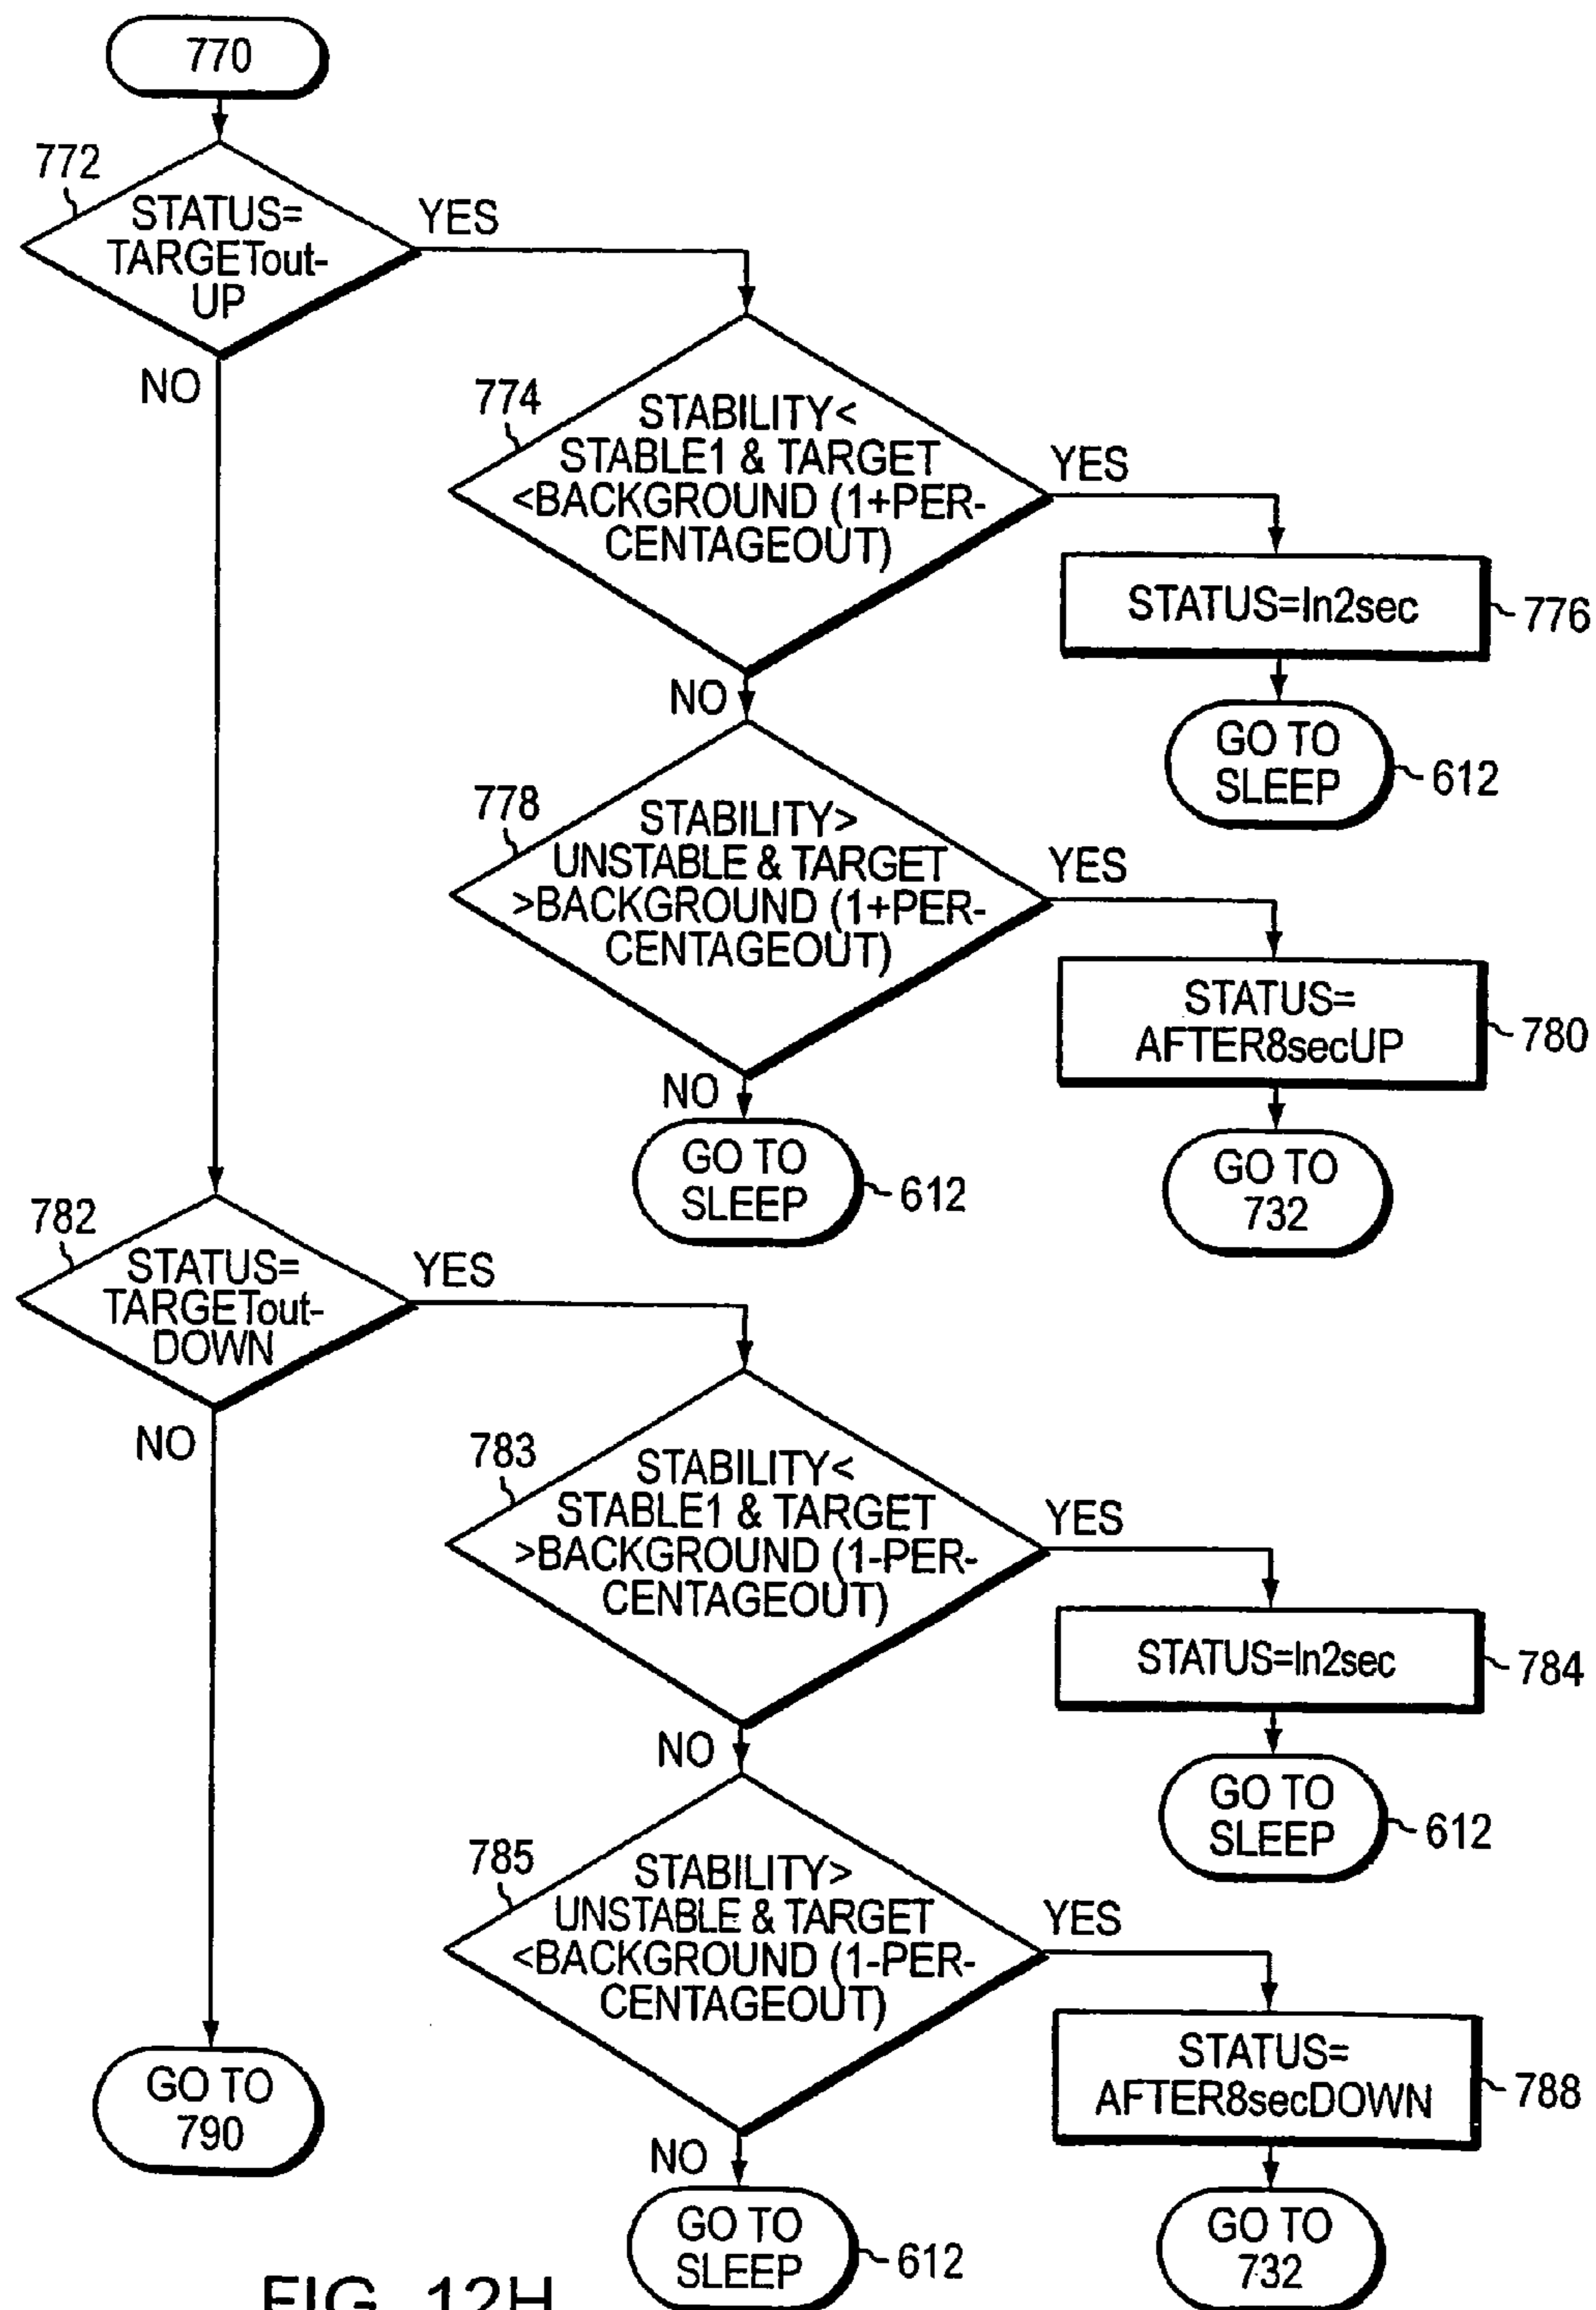 770
772
STATUS=
TARGETout-
UP
YES
NO
774
STABILITY<
STABLE1 & TARGET
<BACKGROUND (1+PER-
CENTAGEOUT)
YES
STATUS=In2sec
776
GO TO
SLEEP
612
NO
778
STABILITY>
UNSTABLE & TARGET
>BACKGROUND (1+PER-
CENTAGEOUT)
YES
STATUS=
AFTER8secUP
780
GO TO
732
NO
GO TO
SLEEP
612
782
STATUS=
TARGETout-
DOWN
YES
NO
783
STABILITY<
STABLE1 & TARGET
>BACKGROUND (1-PER-
CENTAGEOUT)
YES
STATUS=In2sec
784
GO TO
SLEEP
612
NO
785
STABILITY>
UNSTABLE & TARGET
<BACKGROUND (1-PER-
CENTAGEOUT)
YES
STATUS=
AFTER8secDOWN
788
GO TO
732
NO
GO TO
SLEEP
612
GO TO
790
FIG. 12H